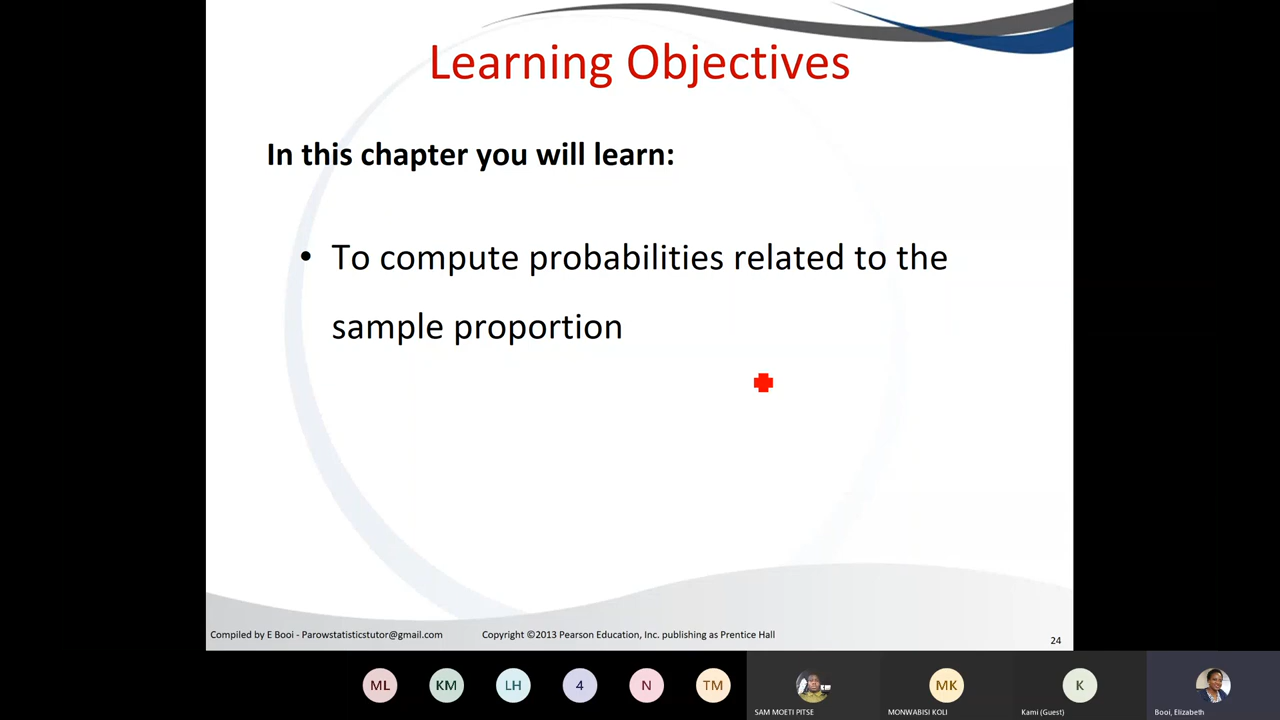 Learning Objectives
In this chapter you will learn:
• To compute probabilities related to the
sample proportion
Compiled by E Booi - Parowstatisticstutor@gmail.com Copyright ©2013 Pearson Education, Inc. publishing as Prentice Hall 24
ML KM LH 4 N TM MK K
SAM MOETI PITSE MONWABISI KOLI Kami (Guest) Booi, Elizabeth